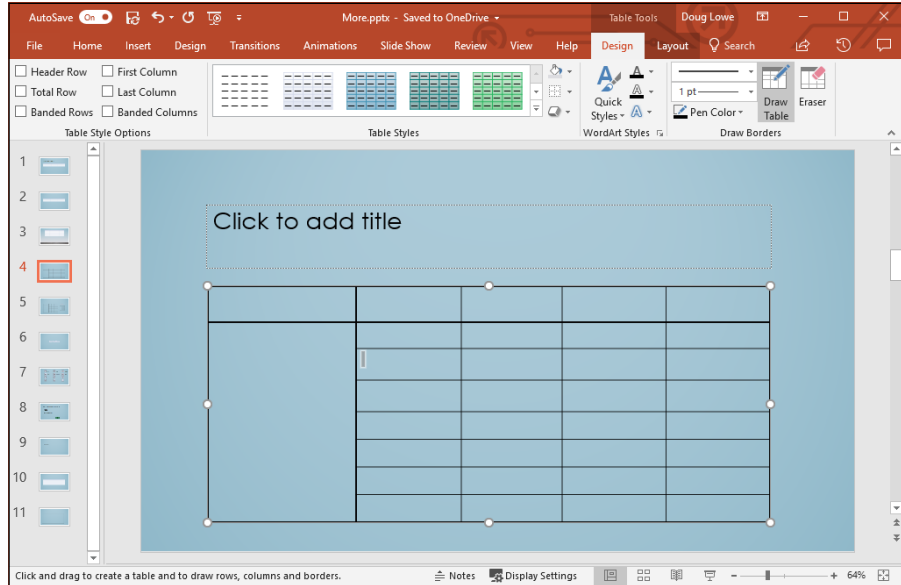 AutoSave On More.pptx - Saved to OneDrive Table Tools Doug Lowe
File Home Insert Design Transitions Animations Slide Show Review View Help Design Layout Search
Header Row First Column
Total Row Last Column
Banded Rows Banded Columns
Table Style Options
Table Styles
Quick
Styles
WordArt Styles
1 pt
Pen Color
Draw
Table
Eraser
Draw Borders
1
2
3
4
5
6
7
8
9
10
11
Click to add title
Click and drag to create a table and to draw rows, columns and borders. Notes Display Settings - + 64%